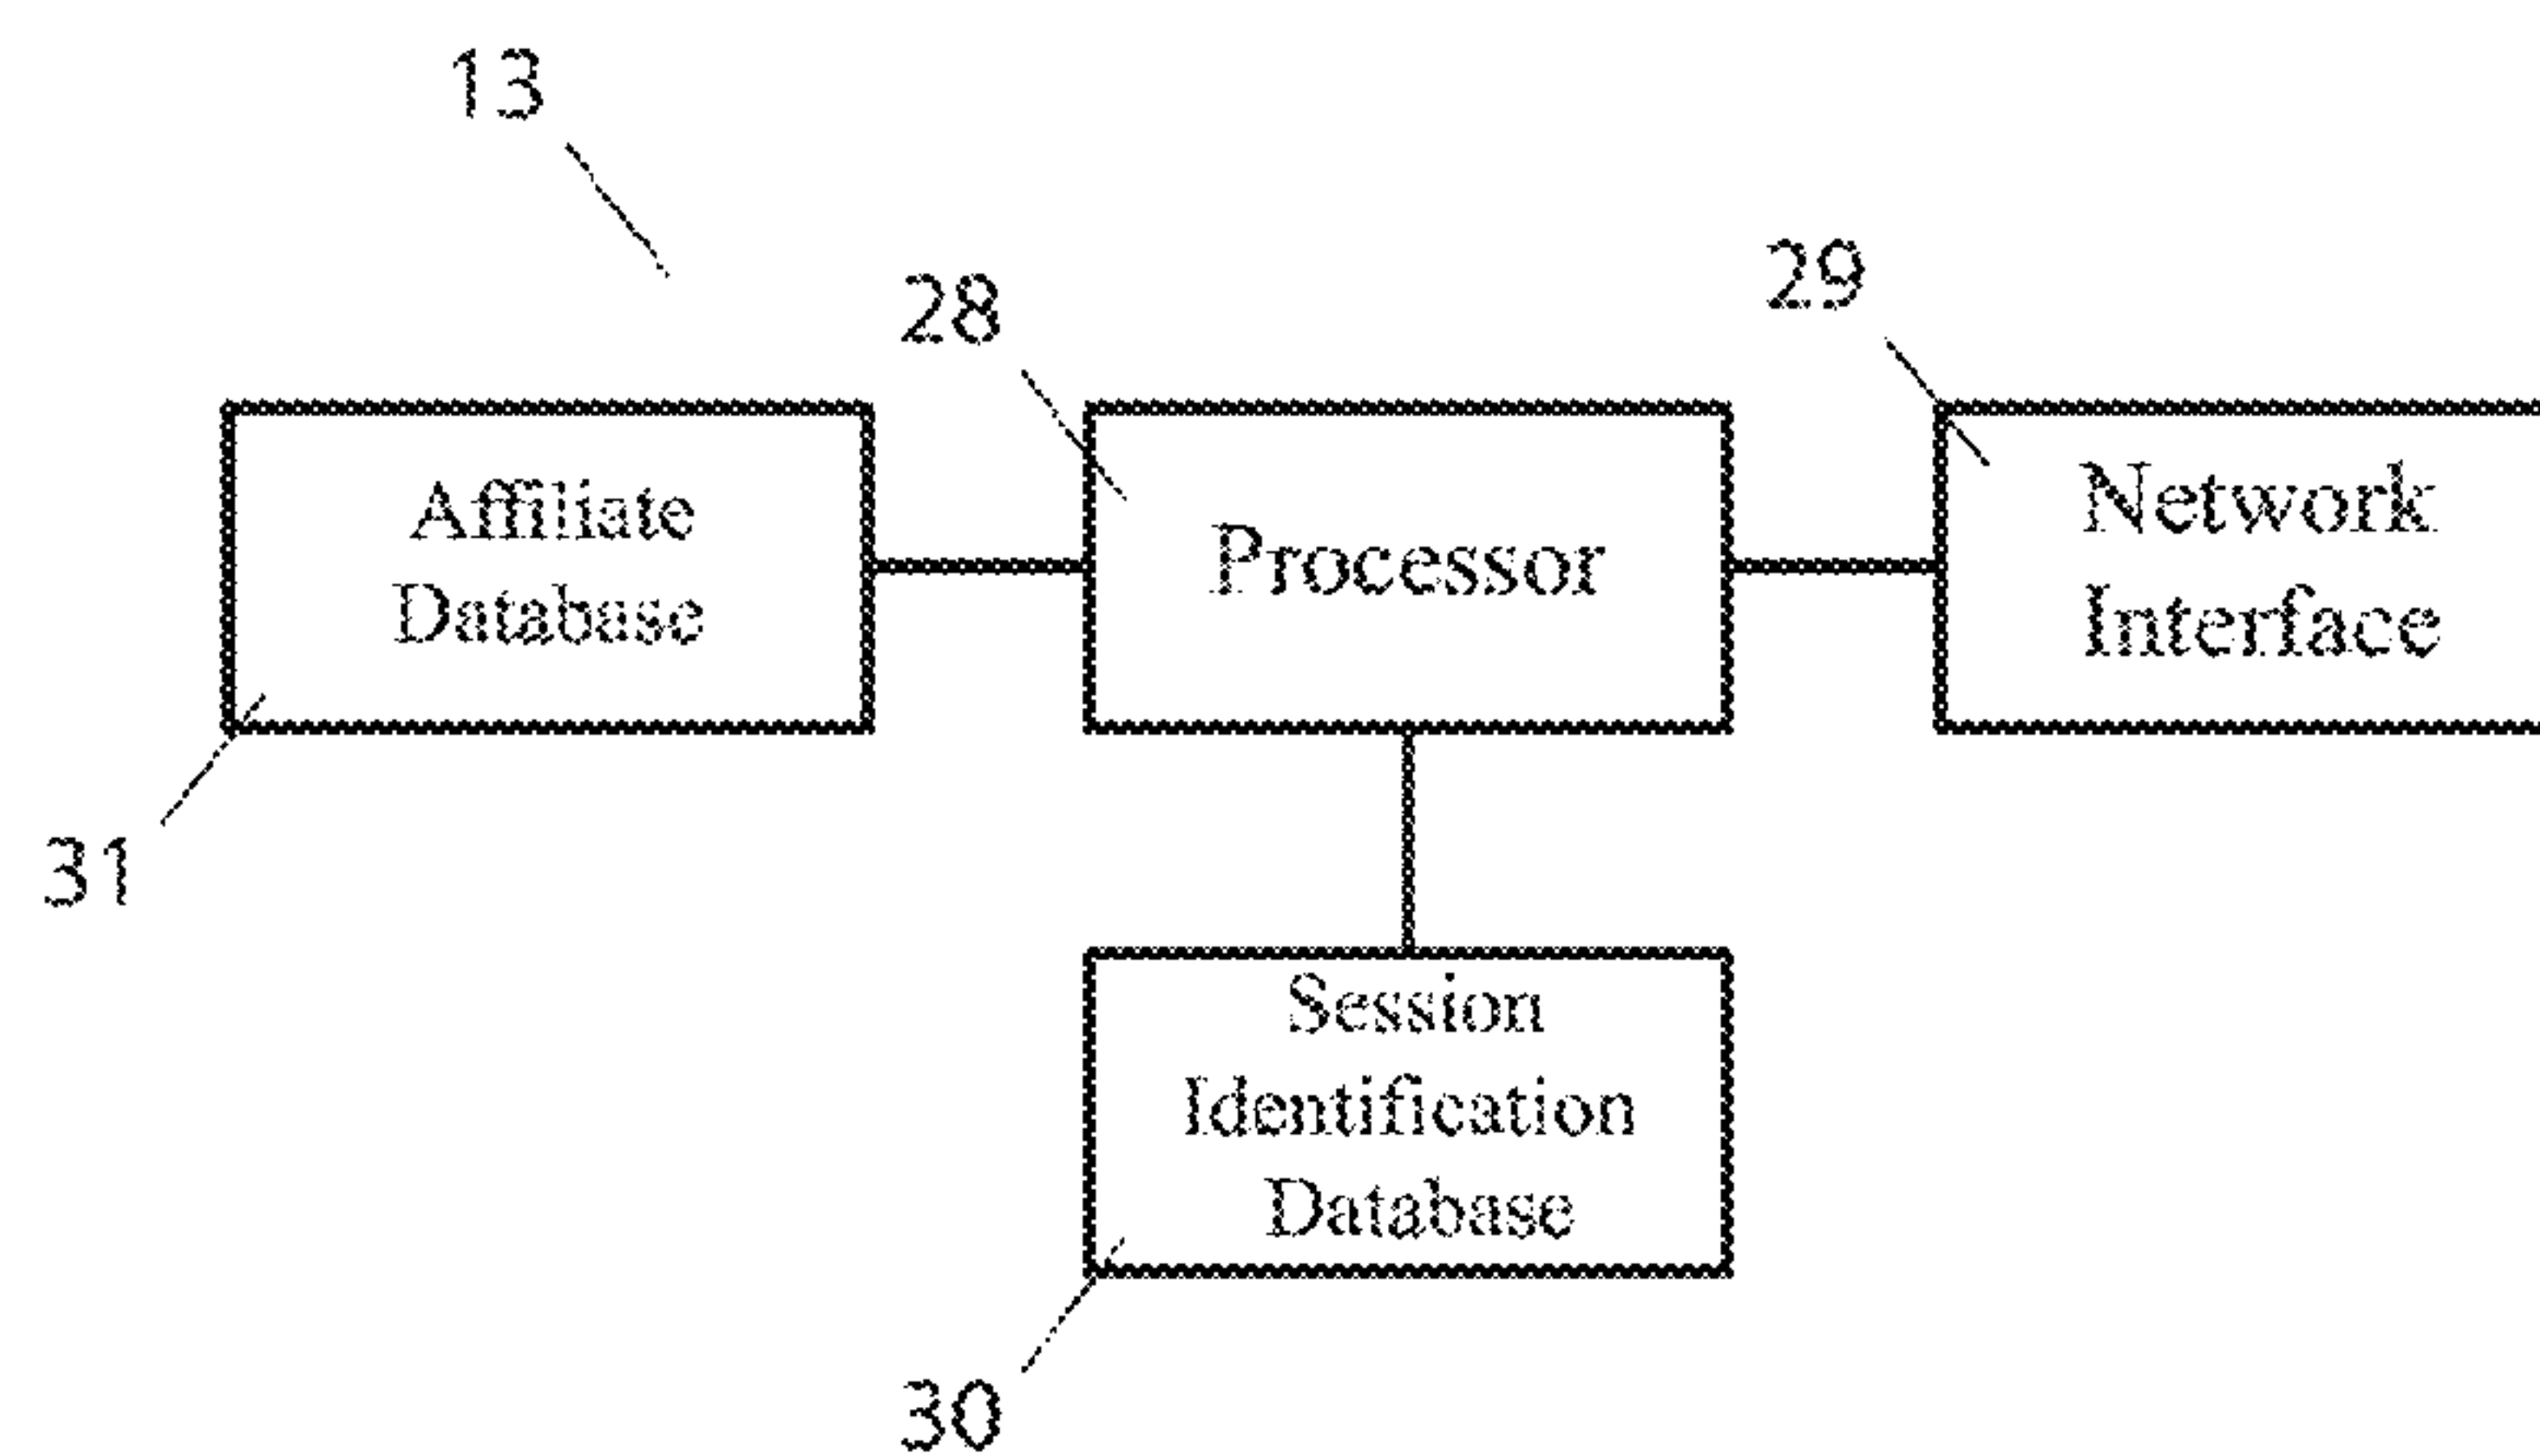 13
28
29
Affiliate
Database
Processor
Network
Interface
31
Session
Identification
Database
30